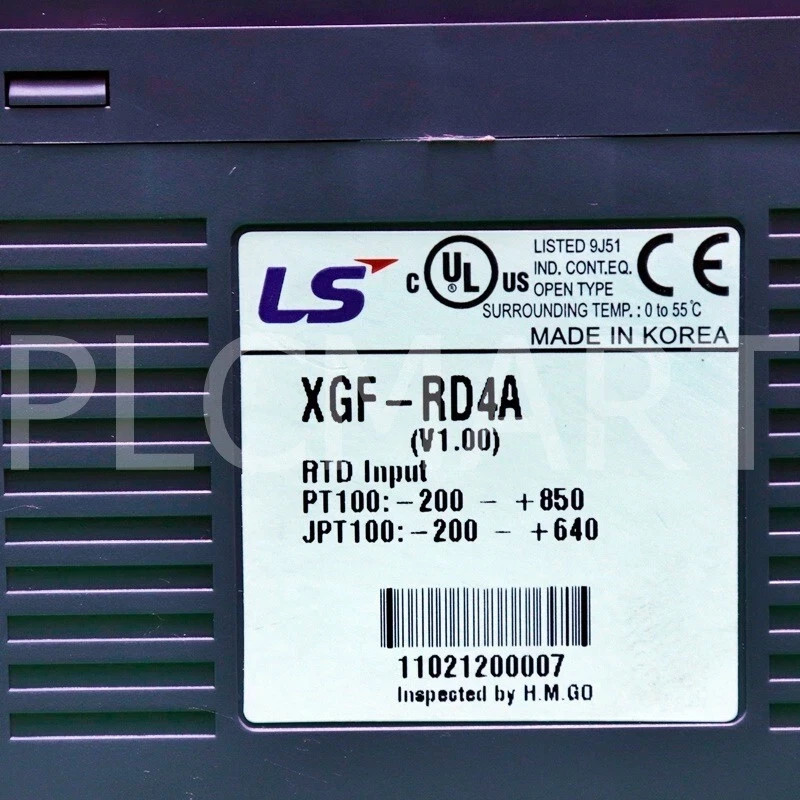 LS
c UL US
LISTED 9J51
IND. CONT.EQ.
OPEN TYPE
CE
SURROUNDING TEMP. : 0 to 55℃
MADE IN KOREA
XGF-RD4A
(V1.00)
RTD Input
PT100:-200 - +850
JPT100:-200 - +640
11021200007
Inspected by H.M.GO
PLCMART